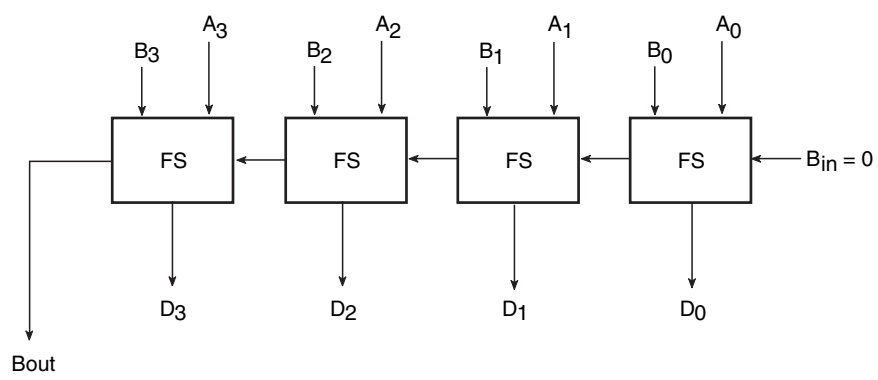 A3 A2 A1 A0
B3 B2 B1 B0
FS FS FS FS Bin = 0
D3 D2 D1 D0
Bout